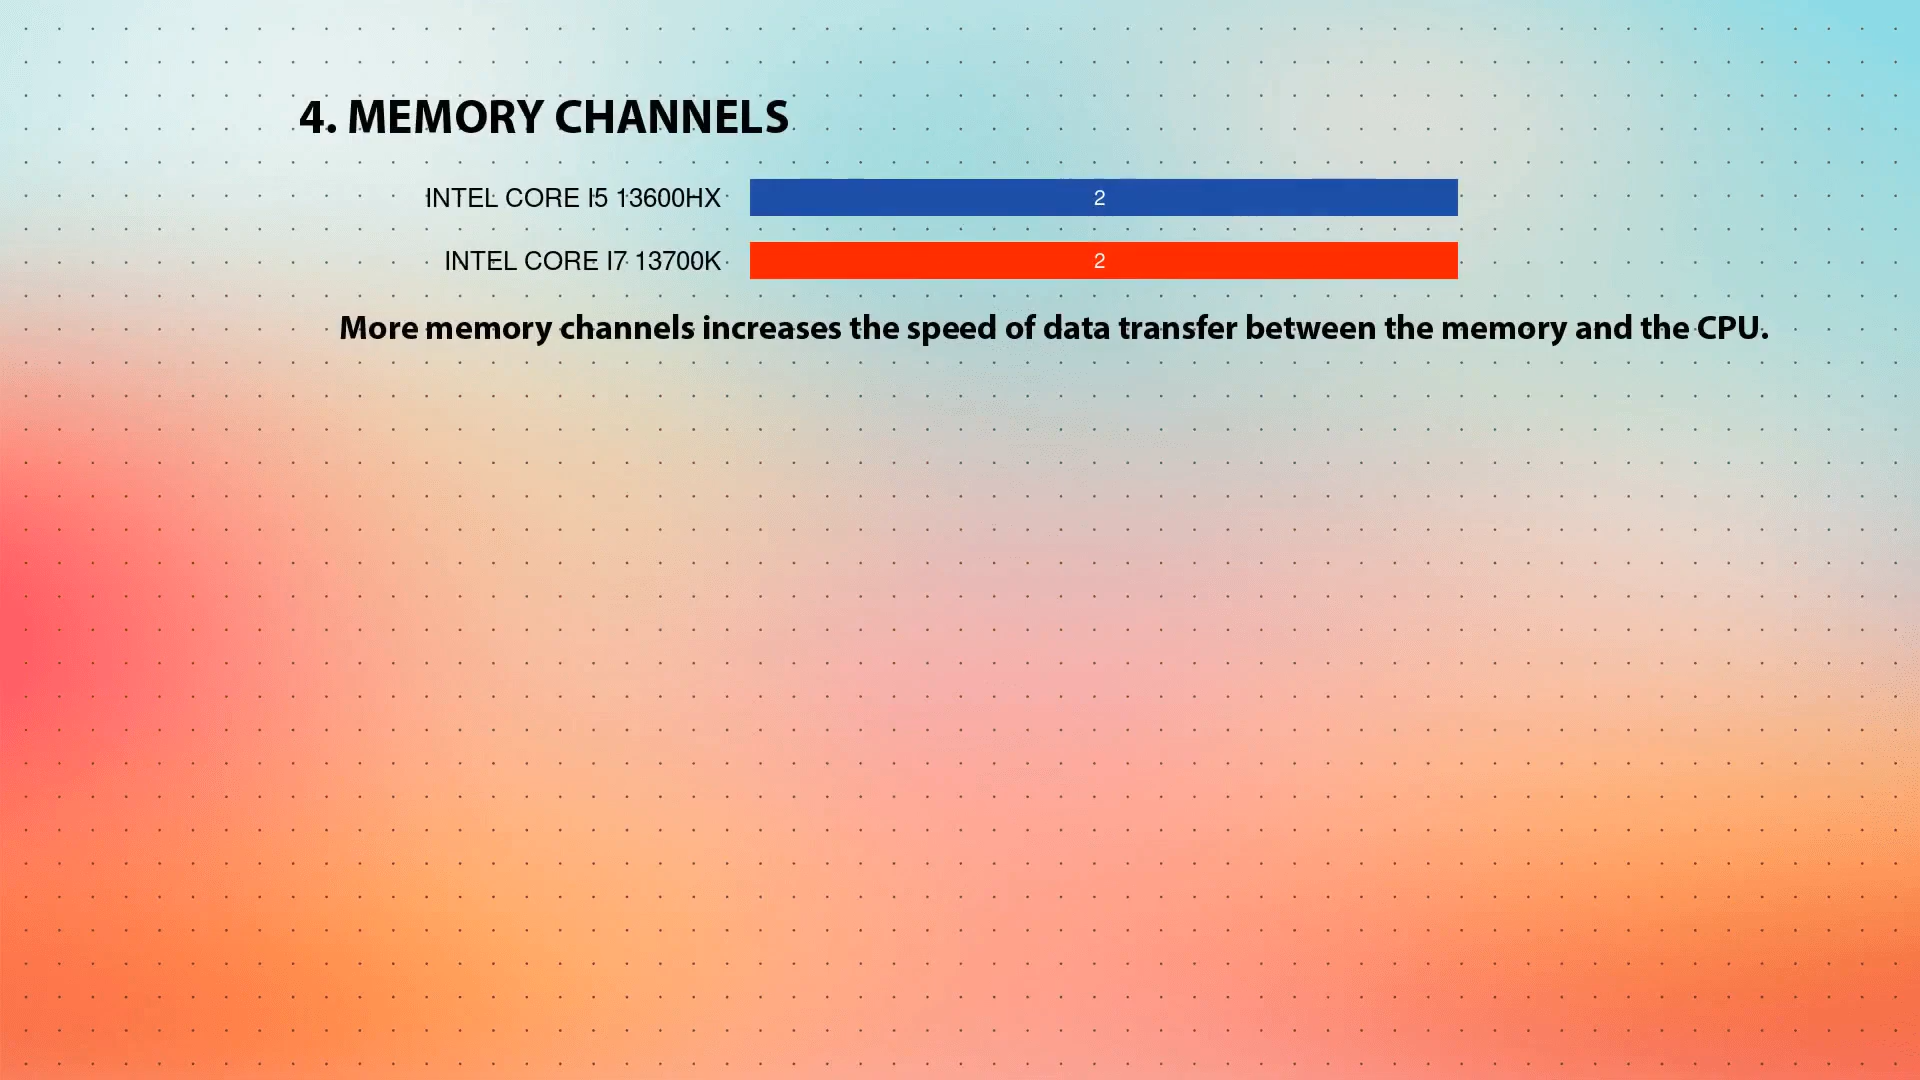 4. MEMORY CHANNELS
INTEL CORE I5 13600HX 2
INTEL CORE I7 13700K 2
More memory channels increases the speed of data transfer between the memory and the CPU.